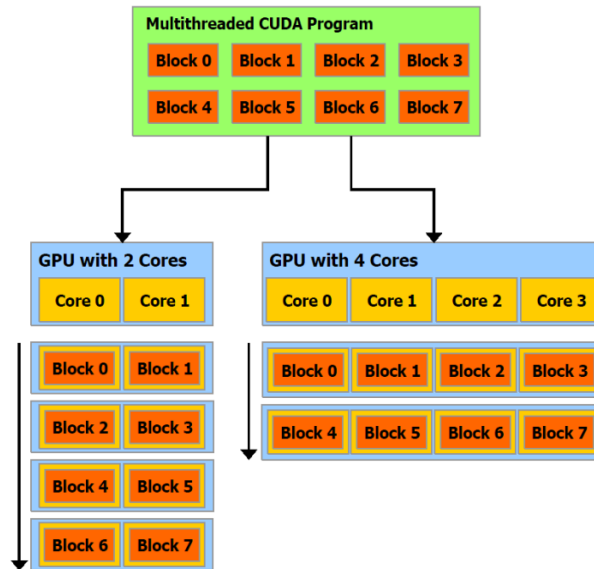 Multithreaded CUDA Program
Block 0 Block 1 Block 2 Block 3
Block 4 Block 5 Block 6 Block 7
GPU with 2 Cores
Core 0 Core 1
Block 0 Block 1
Block 2 Block 3
Block 4 Block 5
Block 6 Block 7
GPU with 4 Cores
Core 0 Core 1 Core 2 Core 3
Block 0 Block 1 Block 2 Block 3
Block 4 Block 5 Block 6 Block 7